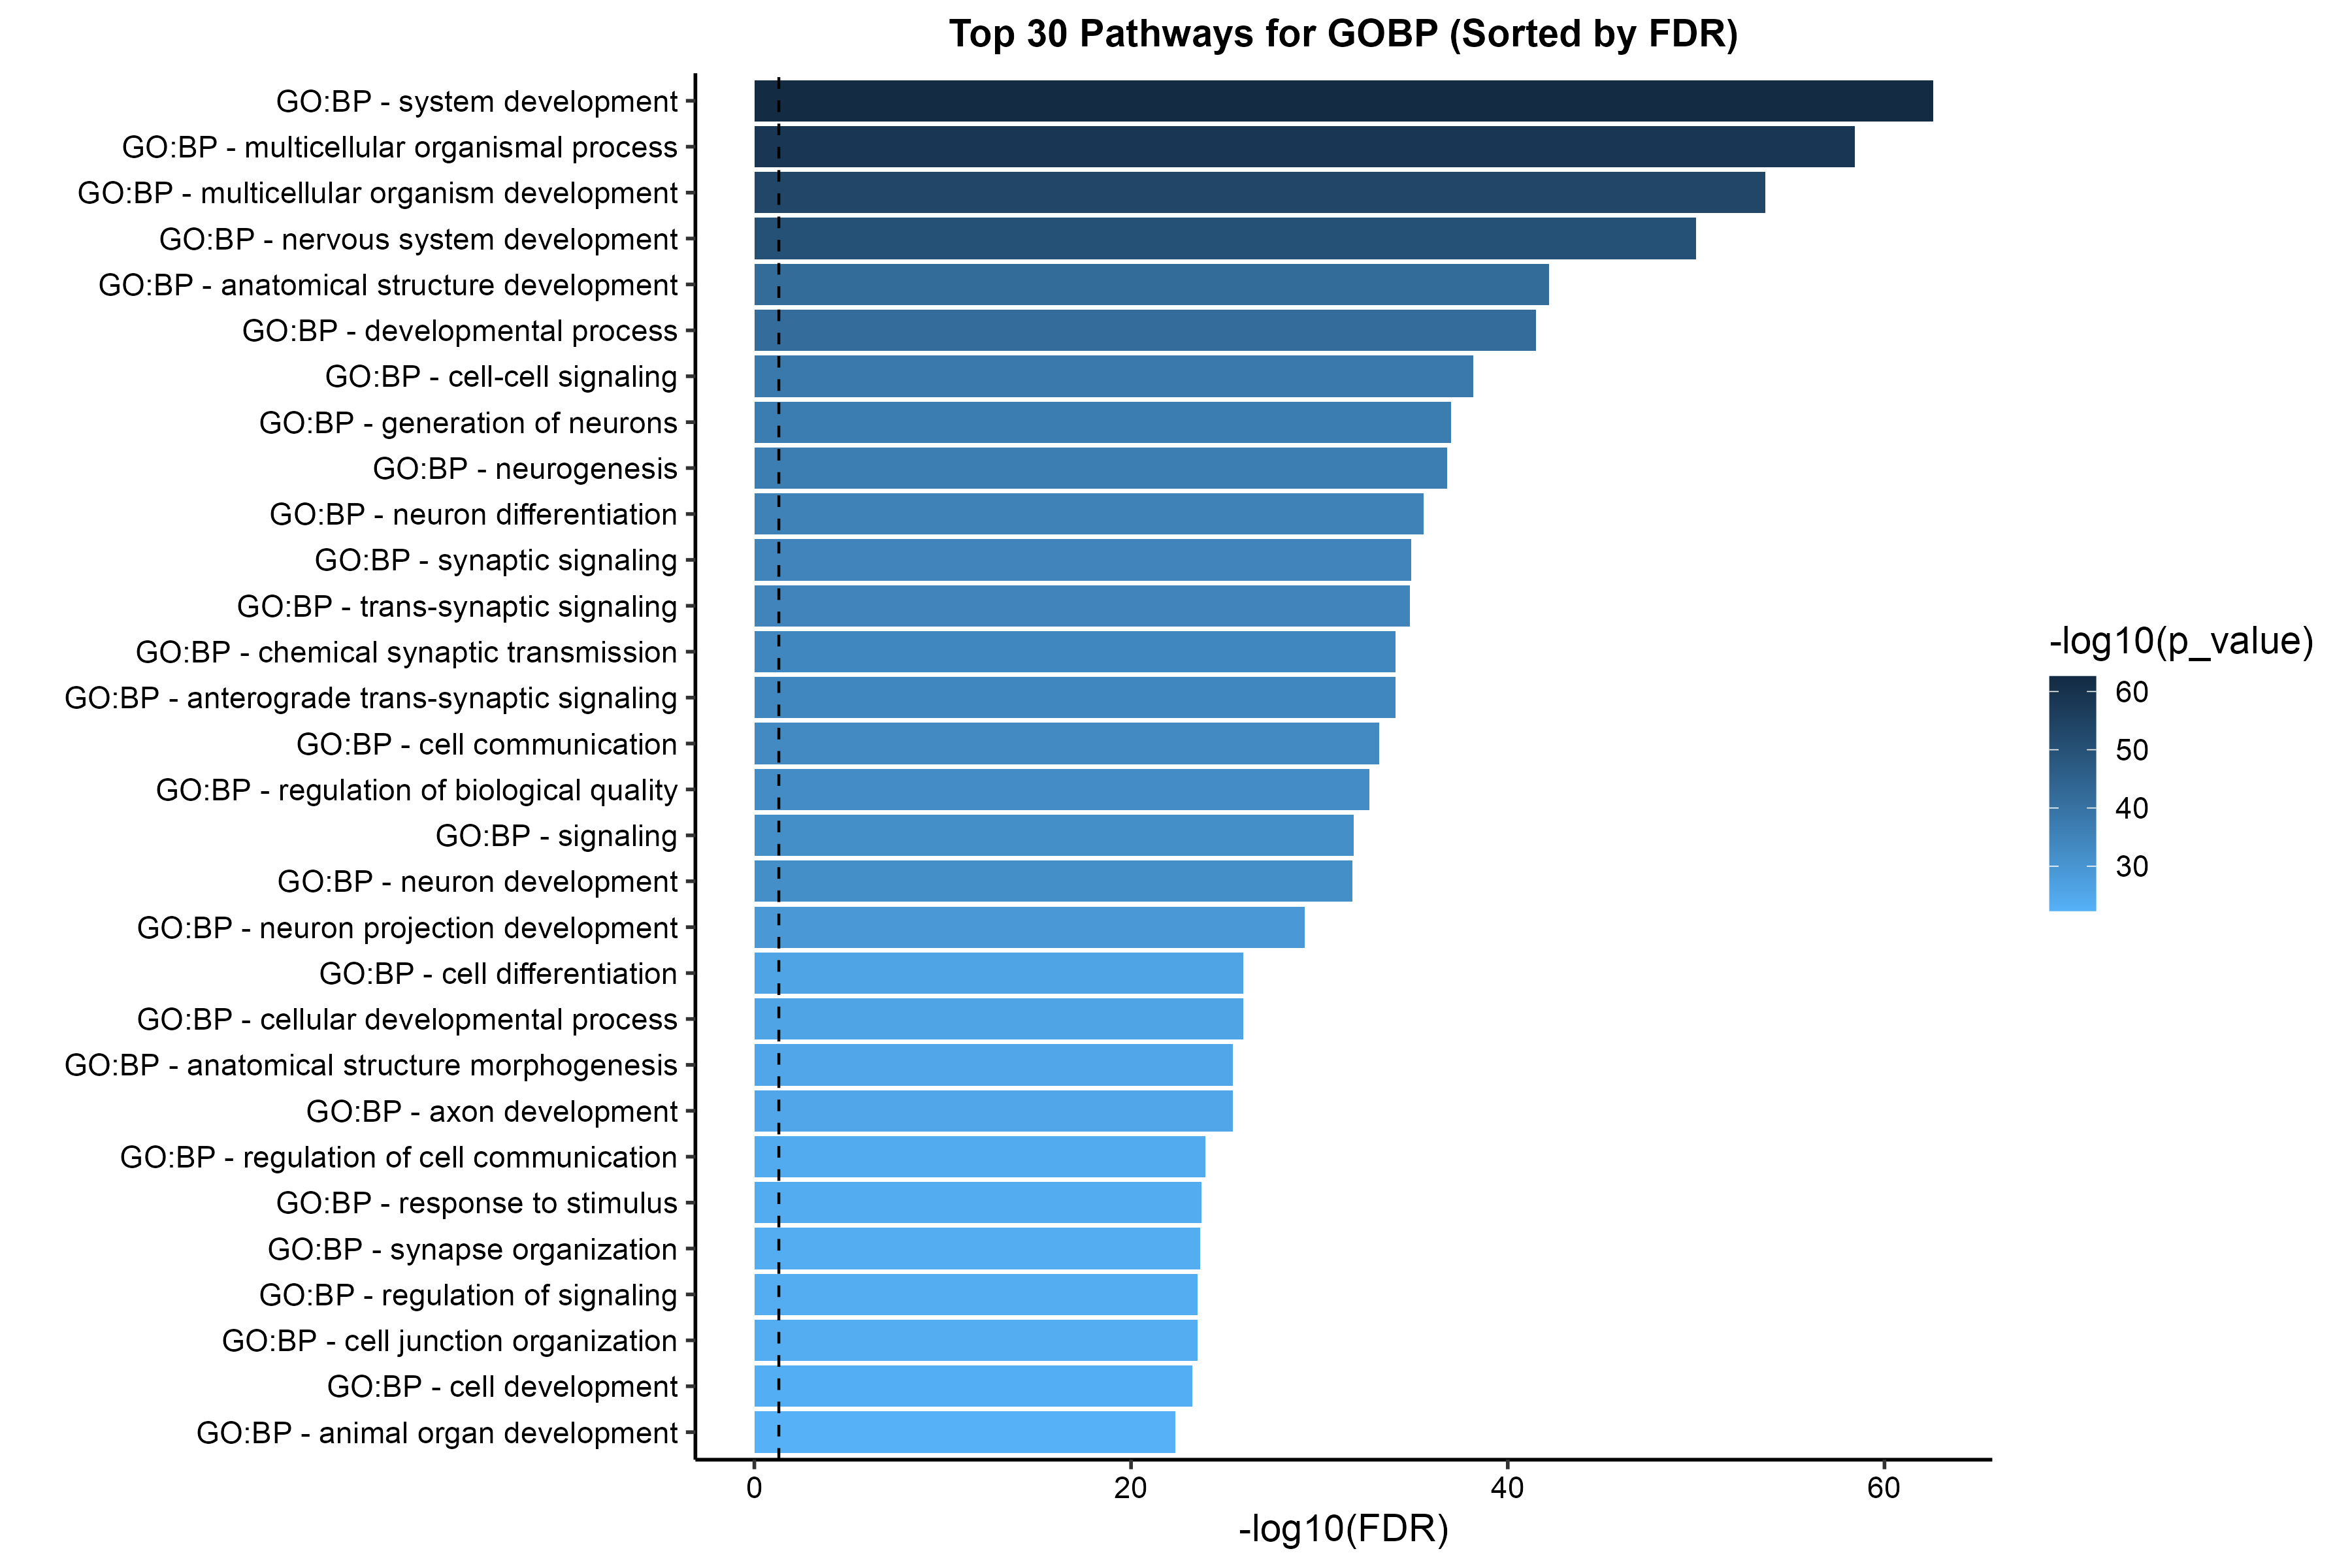 Top 30 Pathways for GOBP (Sorted by FDR)
GO:BP - system development
GO:BP - multicellular organismal process
GO:BP - multicellular organism development
GO:BP - nervous system development
GO:BP - anatomical structure development
GO:BP - developmental process
GO:BP - cell-cell signaling
GO:BP - generation of neurons
GO:BP - neurogenesis
GO:BP - neuron differentiation
GO:BP - synaptic signaling
GO:BP - trans-synaptic signaling
GO:BP - chemical synaptic transmission
GO:BP - anterograde trans-synaptic signaling
GO:BP - cell communication
GO:BP - regulation of biological quality
GO:BP - signaling
GO:BP - neuron development
GO:BP - neuron projection development
GO:BP - cell differentiation
GO:BP - cellular developmental process
GO:BP - anatomical structure morphogenesis
GO:BP - axon development
GO:BP - regulation of cell communication
GO:BP - response to stimulus
GO:BP - synapse organization
GO:BP - regulation of signaling
GO:BP - cell junction organization
GO:BP - cell development
GO:BP - animal organ development
0 20 40 60
-log10(FDR)
-log10(p_value)
60
50
40
30